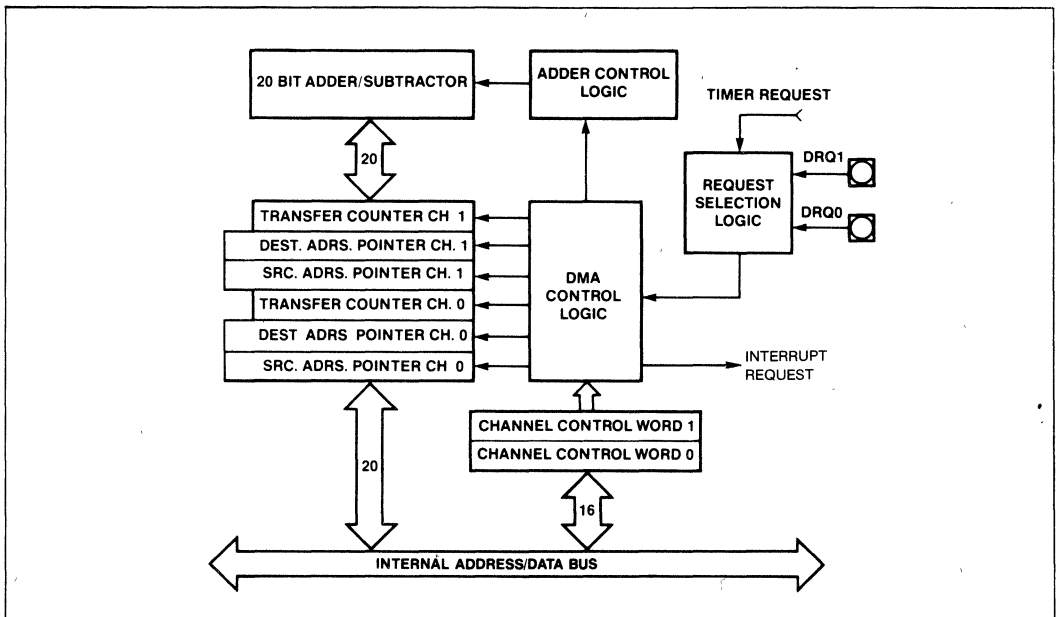 20 BIT ADDER/SUBTRACTOR
ADDER CONTROL
LOGIC
TIMER REQUEST
20
REQUEST
SELECTION
LOGIC
DRQ1
DRQ0
TRANSFER COUNTER CH 1
DEST. ADRS. POINTER CH. 1
SRC. ADRS. POINTER CH. 1
TRANSFER COUNTER CH. 0
DEST ADRS POINTER CH. 0
SRC. ADRS. POINTER CH 0
DMA
CONTROL
LOGIC
INTERRUPT
REQUEST
CHANNEL CONTROL WORD 1
CHANNEL CONTROL WORD 0
20
16
INTERNAL ADDRESS/DATA BUS